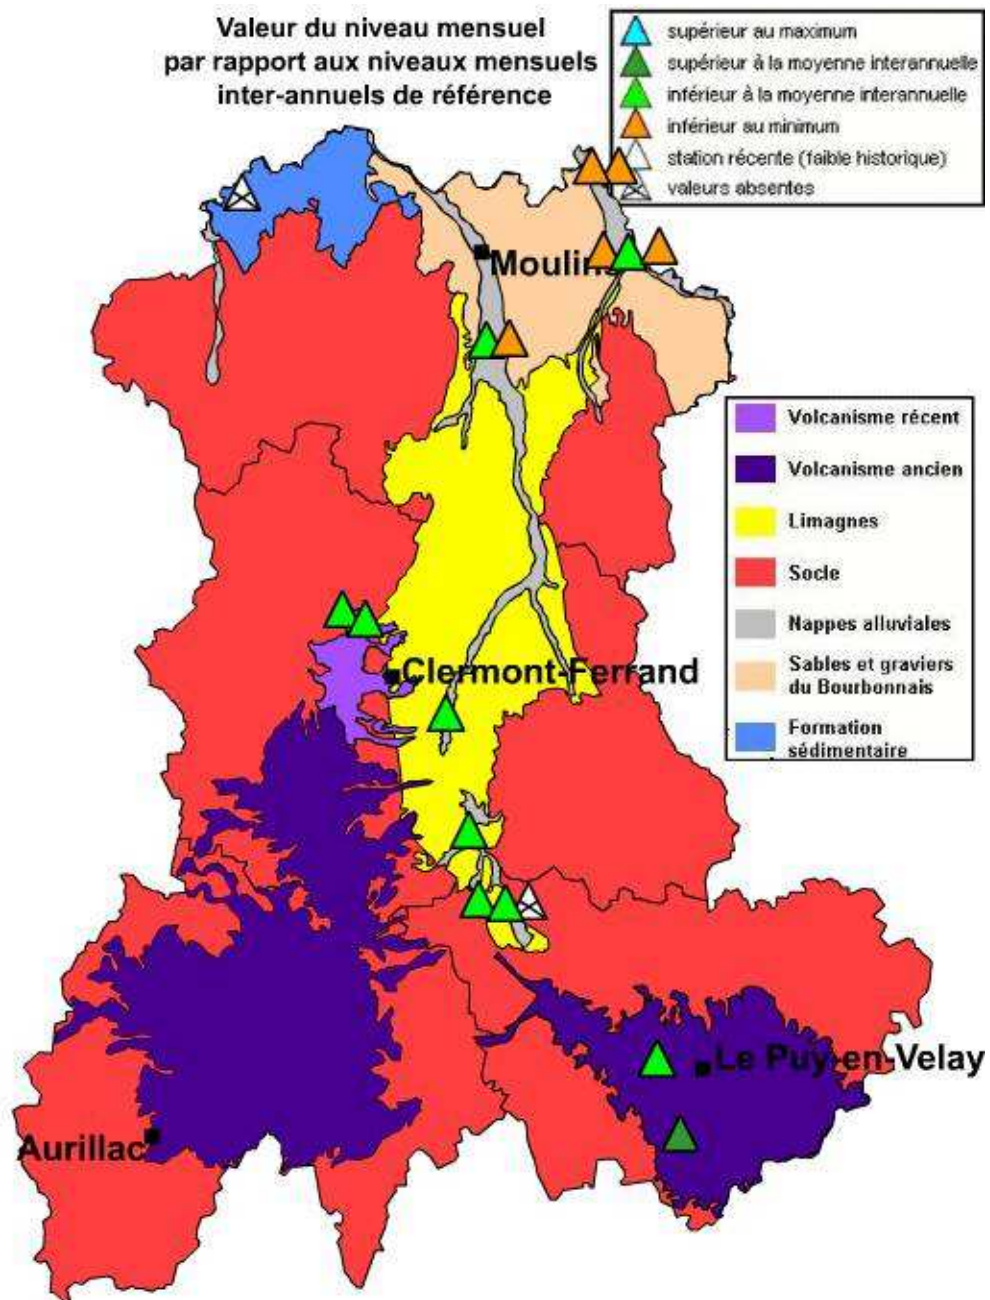 Valeur du niveau mensuel
par rapport aux niveaux mensuels
inter-annuels de référence
supérieur au maximum
supérieur à la moyenne interannuelle
inférieur à la moyenne interannuelle
inférieur au minimum
station récente (faible historique)
valeurs absentes
Moulins
Volcanisme récent
Volcanisme ancien
Limagnes
Socle
Nappes alluviales
Sables et graviers
du Bourbonnais
Formation
sédimentaire
Clermont-Ferrand
Le Puy-en-Velay
Aurillac